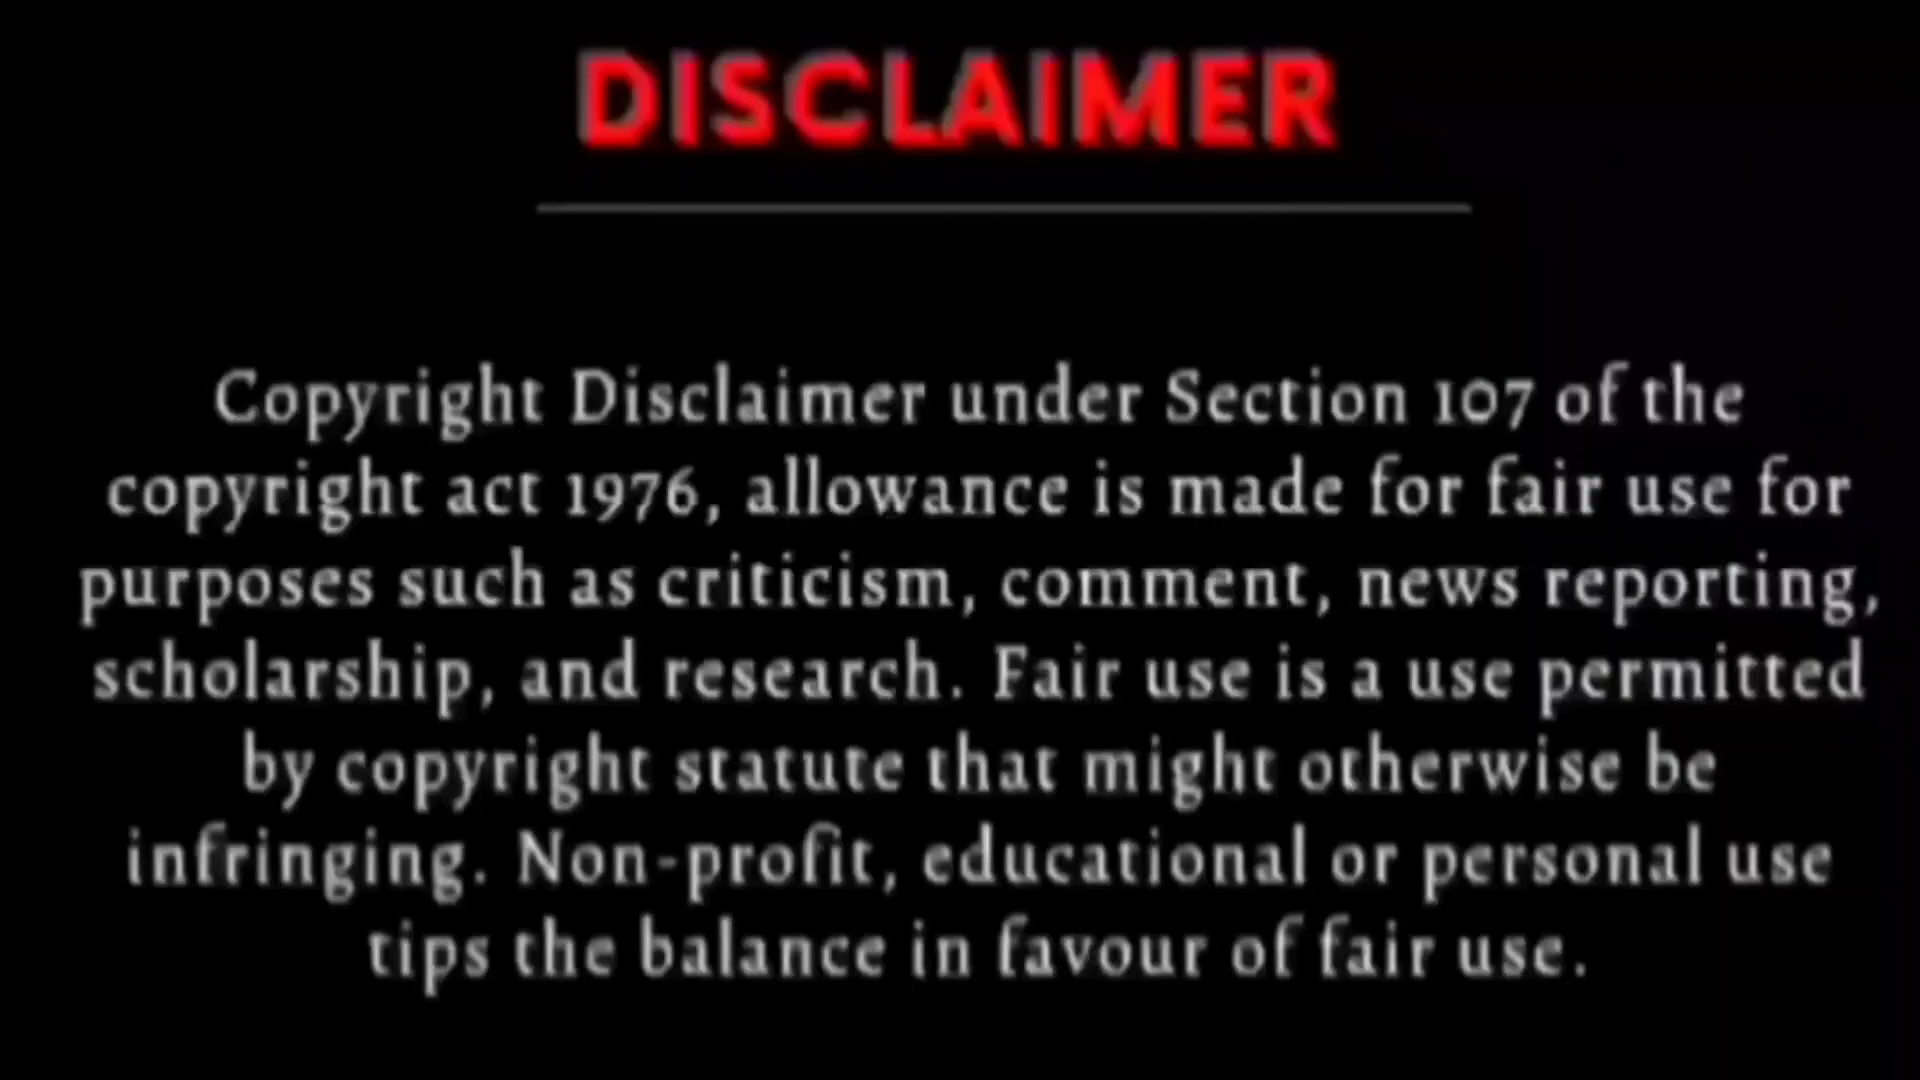 DISCLAIMER
Copyright Disclaimer under Section 107 of the
copyright act 1976, allowance is made for fair use for
purposes such as criticism, comment, news reporting,
scholarship, and research. Fair use is a use permitted
by copyright statute that might otherwise be
infringing. Non-profit, educational or personal use
tips the balance in favour of fair use.